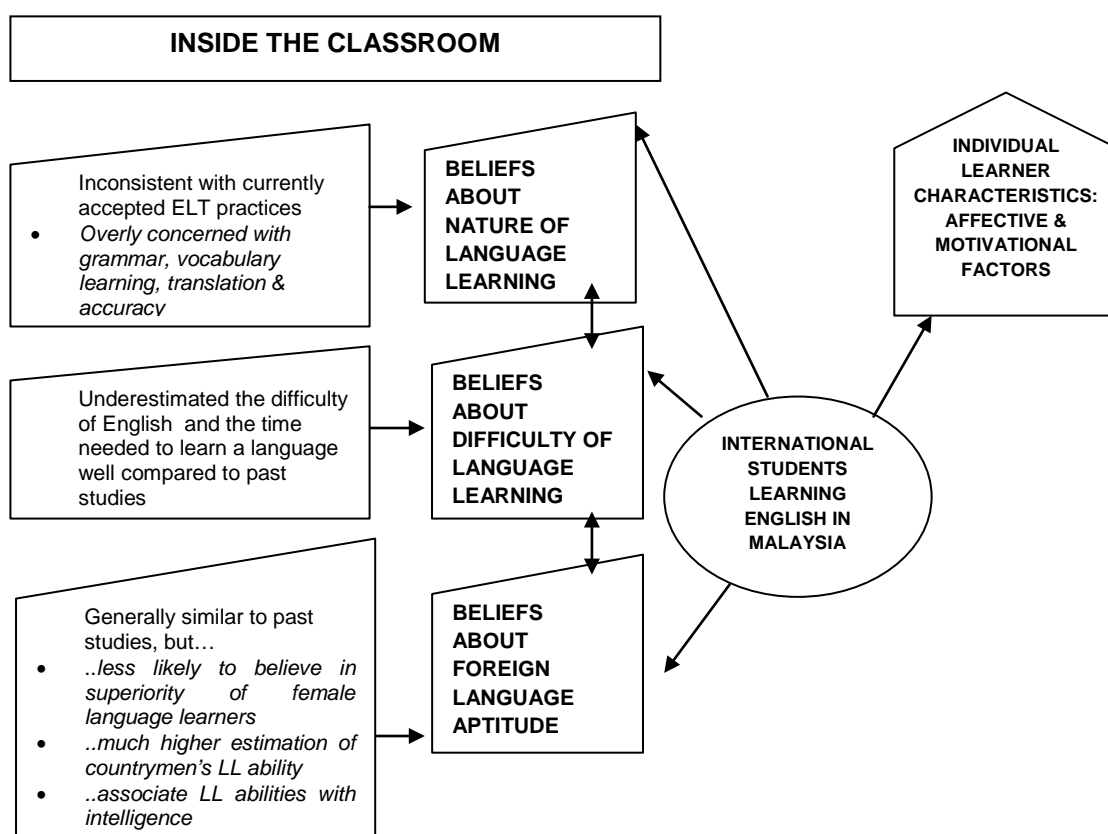 INSIDE THE CLASSROOM
Inconsistent with currently
accepted ELT practices
• Overly concerned with
grammar, vocabulary
learning, translation &
accuracy
BELIEFS
ABOUT
NATURE OF
LANGUAGE
LEARNING
INDIVIDUAL
LEARNER
CHARACTERISTICS:
AFFECTIVE &
MOTIVATIONAL
FACTORS
Underestimated the difficulty
of English and the time
needed to learn a language
well compared to past
studies
BELIEFS
ABOUT
DIFFICULTY OF
LANGUAGE
LEARNING
INTERNATIONAL
STUDENTS
LEARNING
ENGLISH IN
MALAYSIA
Generally similar to past
studies, but…
• ..less likely to believe in
superiority of female
language learners
• ..much higher estimation of
countrymen's LL ability
• ..associate LL abilities with
intelligence
BELIEFS
ABOUT
FOREIGN
LANGUAGE
APTITUDE